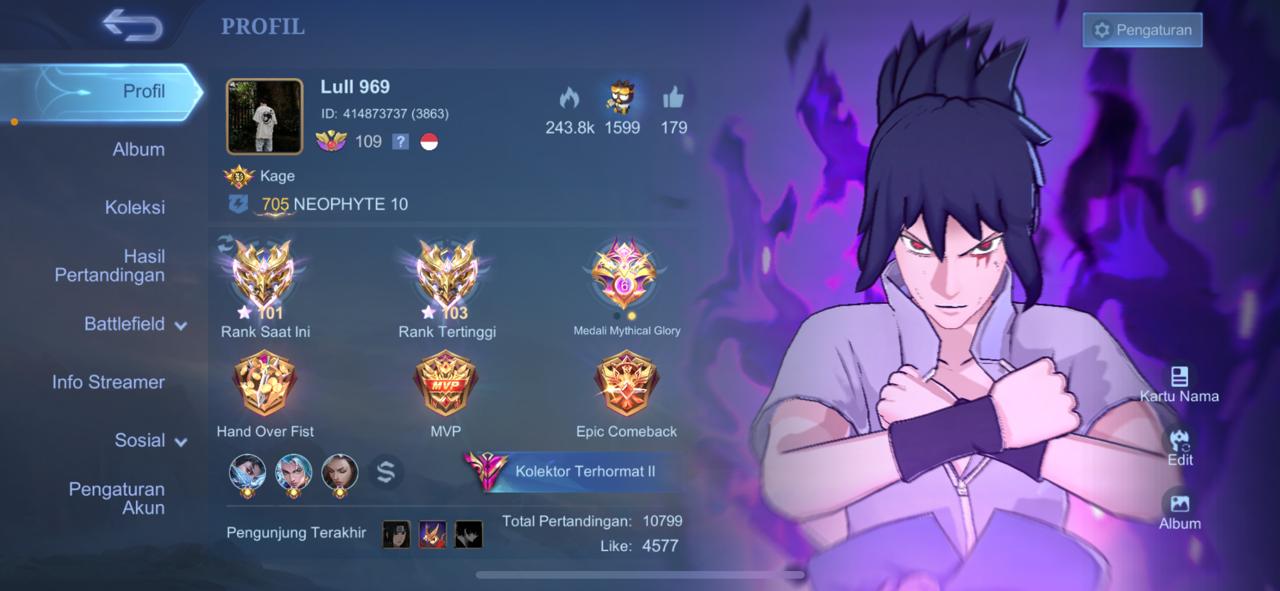 PROFIL
Pengaturan
Profil
Album
Koleksi
Hasil
Pertandingan
Battlefield
Info Streamer
Sosial
Pengaturan
Akun
Lull 969
ID: 414873737 (3863)
109 ?
243.8k 1599 179
Kage
705 NEOPHYTE 10
101
Rank Saat Ini
103
Rank Tertinggi
6
Medali Mythical Glory
Hand Over Fist
MVP
MVP
Epic Comeback
Kolektor Terhormat II
Pengunjung Terakhir
Total Pertandingan: 10799
Like: 4577
Kartu Nama
Edit
Album